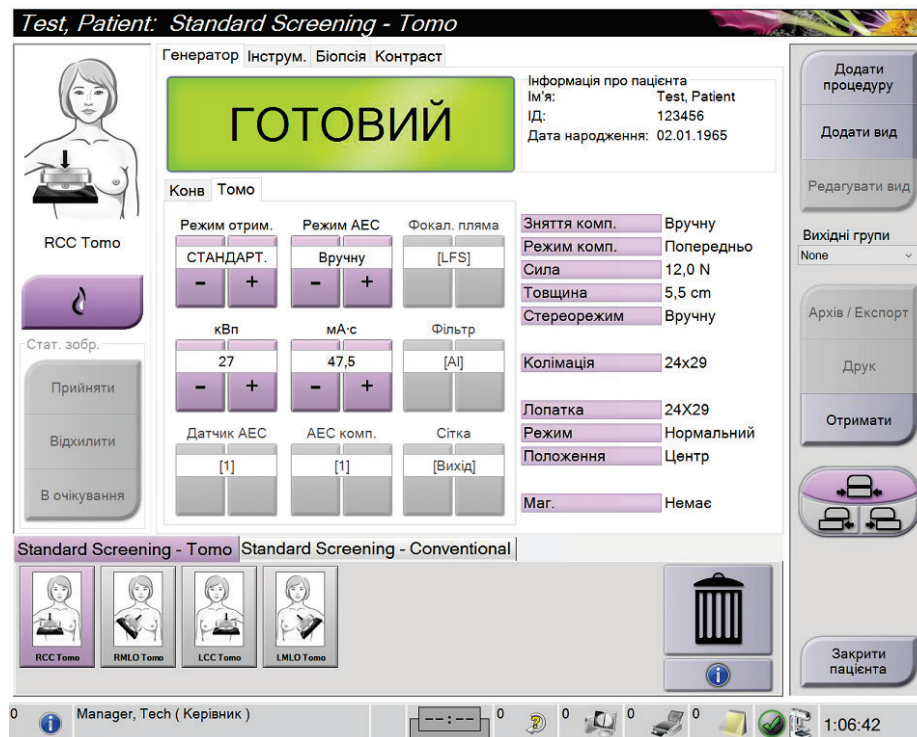 Test, Patient: Standard Screening - Tomo
Генератор Інструм. Біопсія Контраст
ГОТОВИЙ
Інформація про пацієнта
Ім'я: Test, Patient
ІД: 123456
Дата народження: 02.01.1965
RCC Tomo
Стат. зобр.
Прийняти
Відхилити
В очікування
Конв Томо
Режим отрим. Режим AEC Фокал. пляма
СТАНДАРТ. Вручну [LFS]
- + - +
кВп мА·с Фільтр
27 47,5 [Al]
- + - +
Датчик AEC AEC комп. Сітка
[1] [1] [Вихід]
Зняття комп. Вручну
Режим комп. Попередньо
Сила 12,0 N
Товщина 5,5 cm
Стереорежим Вручну
Колімація 24x29
Лопатка 24X29
Режим Нормальний
Положення Центр
Маг. Немає
Додати
процедуру
Додати вид
Редагувати вид
Вихідні групи
None
Архів / Експорт
Друк
Отримати
Закрити
пацієнта
Standard Screening - Tomo Standard Screening - Conventional
RCC Tomo RMLO Tomo LCC Tomo LMLO Tomo
0 Manager, Tech ( Керівник ) --:-- 0 0 0 0 1:06:42